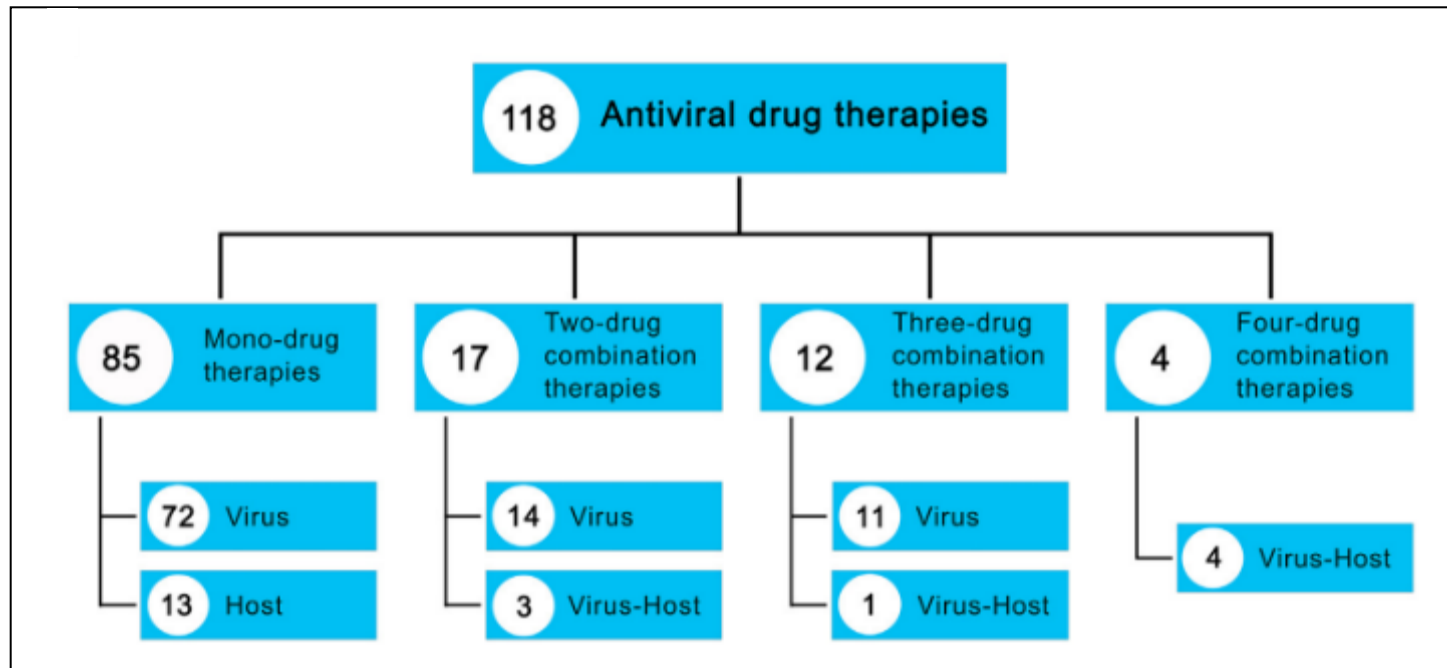 118 Antiviral drug therapies
85 Mono-drug
therapies
17 Two-drug
combination
therapies
12 Three-drug
combination
therapies
4 Four-drug
combination
therapies
72 Virus
13 Host
14 Virus
3 Virus-Host
11 Virus
1 Virus-Host
4 Virus-Host